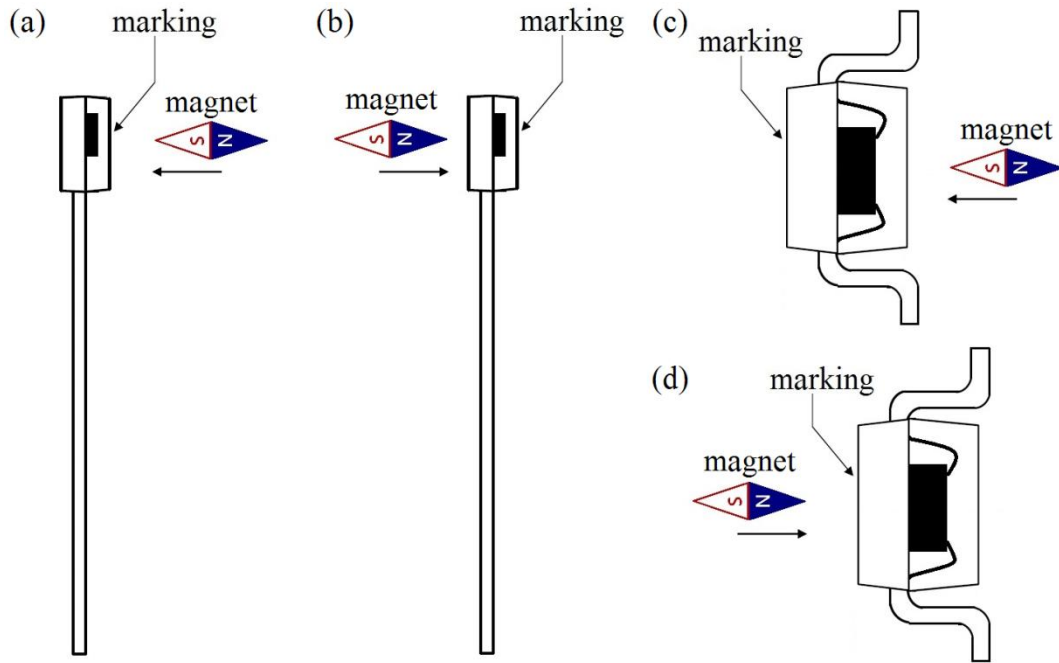 (a)
marking
magnet
S N
(b)
marking
magnet
S N
(c)
marking
magnet
S N
(d)
marking
magnet
S N